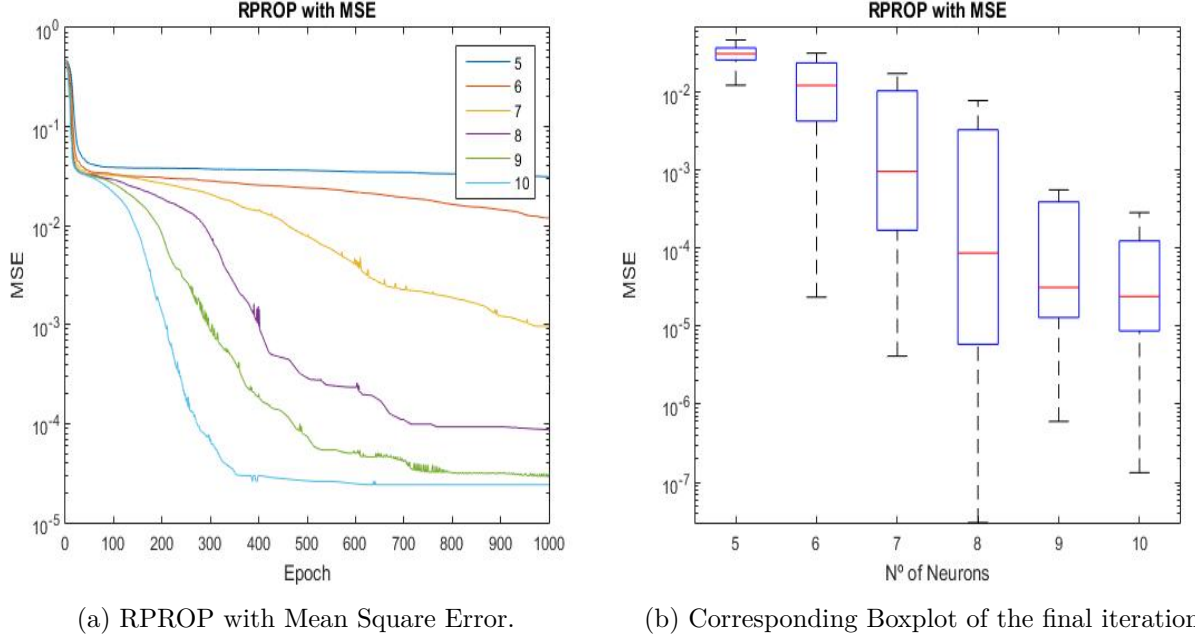 RPROP with MSE
10^0
10^-1
10^-2
10^-3
10^-4
10^-5
MSE
0 100 200 300 400 500 600 700 800 900 1000
Epoch
5
6
7
8
9
10
(a) RPROP with Mean Square Error.
RPROP with MSE
10^-2
10^-3
10^-4
10^-5
10^-6
10^-7
MSE
5 6 7 8 9 10
Nº of Neurons
(b) Corresponding Boxplot of the final iteration